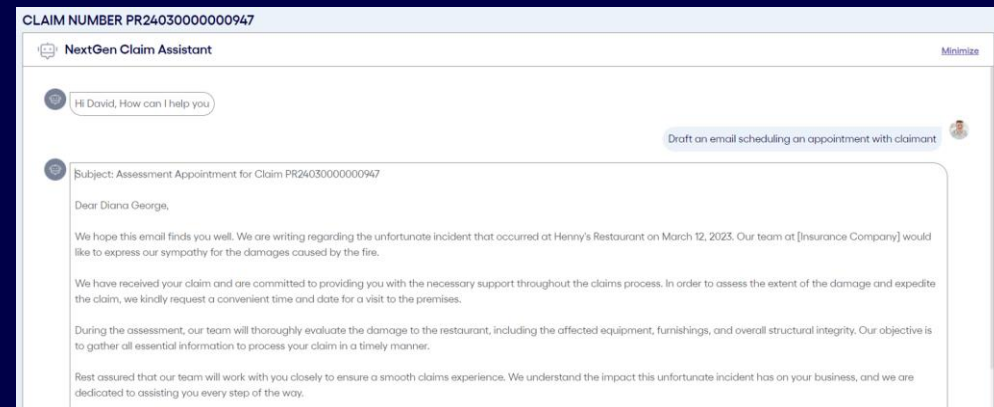 CLAIM NUMBER PR24030000000947
NextGen Claim Assistant
Minimize
Hi David, How can I help you
Draft an email scheduling an appointment with claimant
Subject: Assessment Appointment for Claim PR24030000000947
Dear Diana George,
We hope this email finds you well. We are writing regarding the unfortunate incident that occurred at Henny's Restaurant on March 12, 2023. Our team at [Insurance Company] would
like to express our sympathy for the damages caused by the fire.
We have received your claim and are committed to providing you with the necessary support throughout the claims process. In order to assess the extent of the damage and expedite
the claim, we kindly request a convenient time and date for a visit to the premises.
During the assessment, our team will thoroughly evaluate the damage to the restaurant, including the affected equipment, furnishings, and overall structural integrity. Our objective is
to gather all essential information to process your claim in a timely manner.
Rest assured that our team will work with you closely to ensure a smooth claims experience. We understand the impact this unfortunate incident has on your business, and we are
dedicated to assisting you every step of the way.